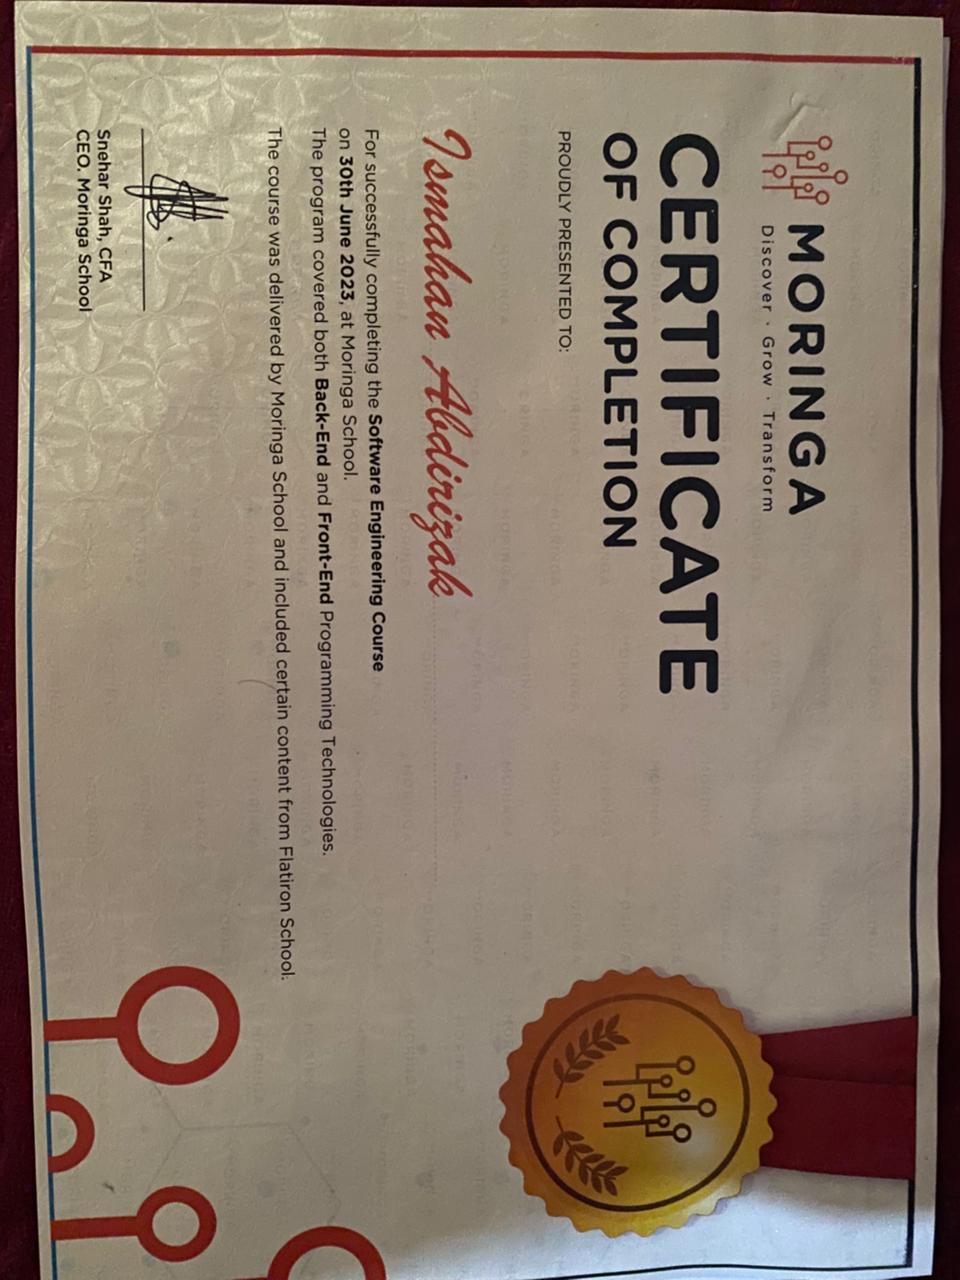 MORINGA
Discover · Grow · Transform
CERTIFICATE
OF COMPLETION
PROUDLY PRESENTED TO:
Ismahan Abdirizak
For successfully completing the Software Engineering Course
on 30th June 2023, at Moringa School.
The program covered both Back-End and Front-End Programming Technologies.
The course was delivered by Moringa School and included certain content from Flatiron School.
Snehar Shah, CFA
CEO. Moringa School